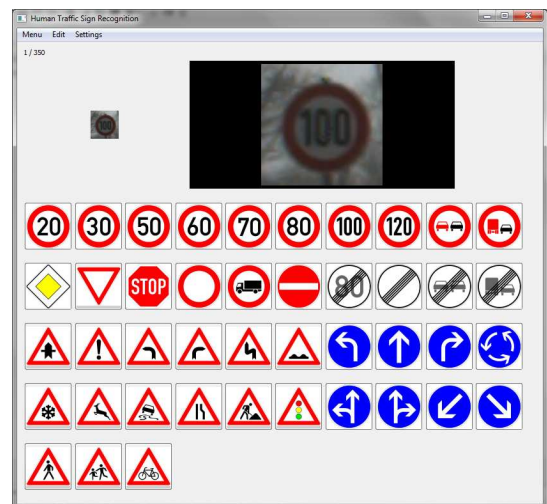 Human Traffic Sign Recognition
Menu Edit Settings
1 / 350
100
100
20 30 50 60 70 80 100 120
STOP 80